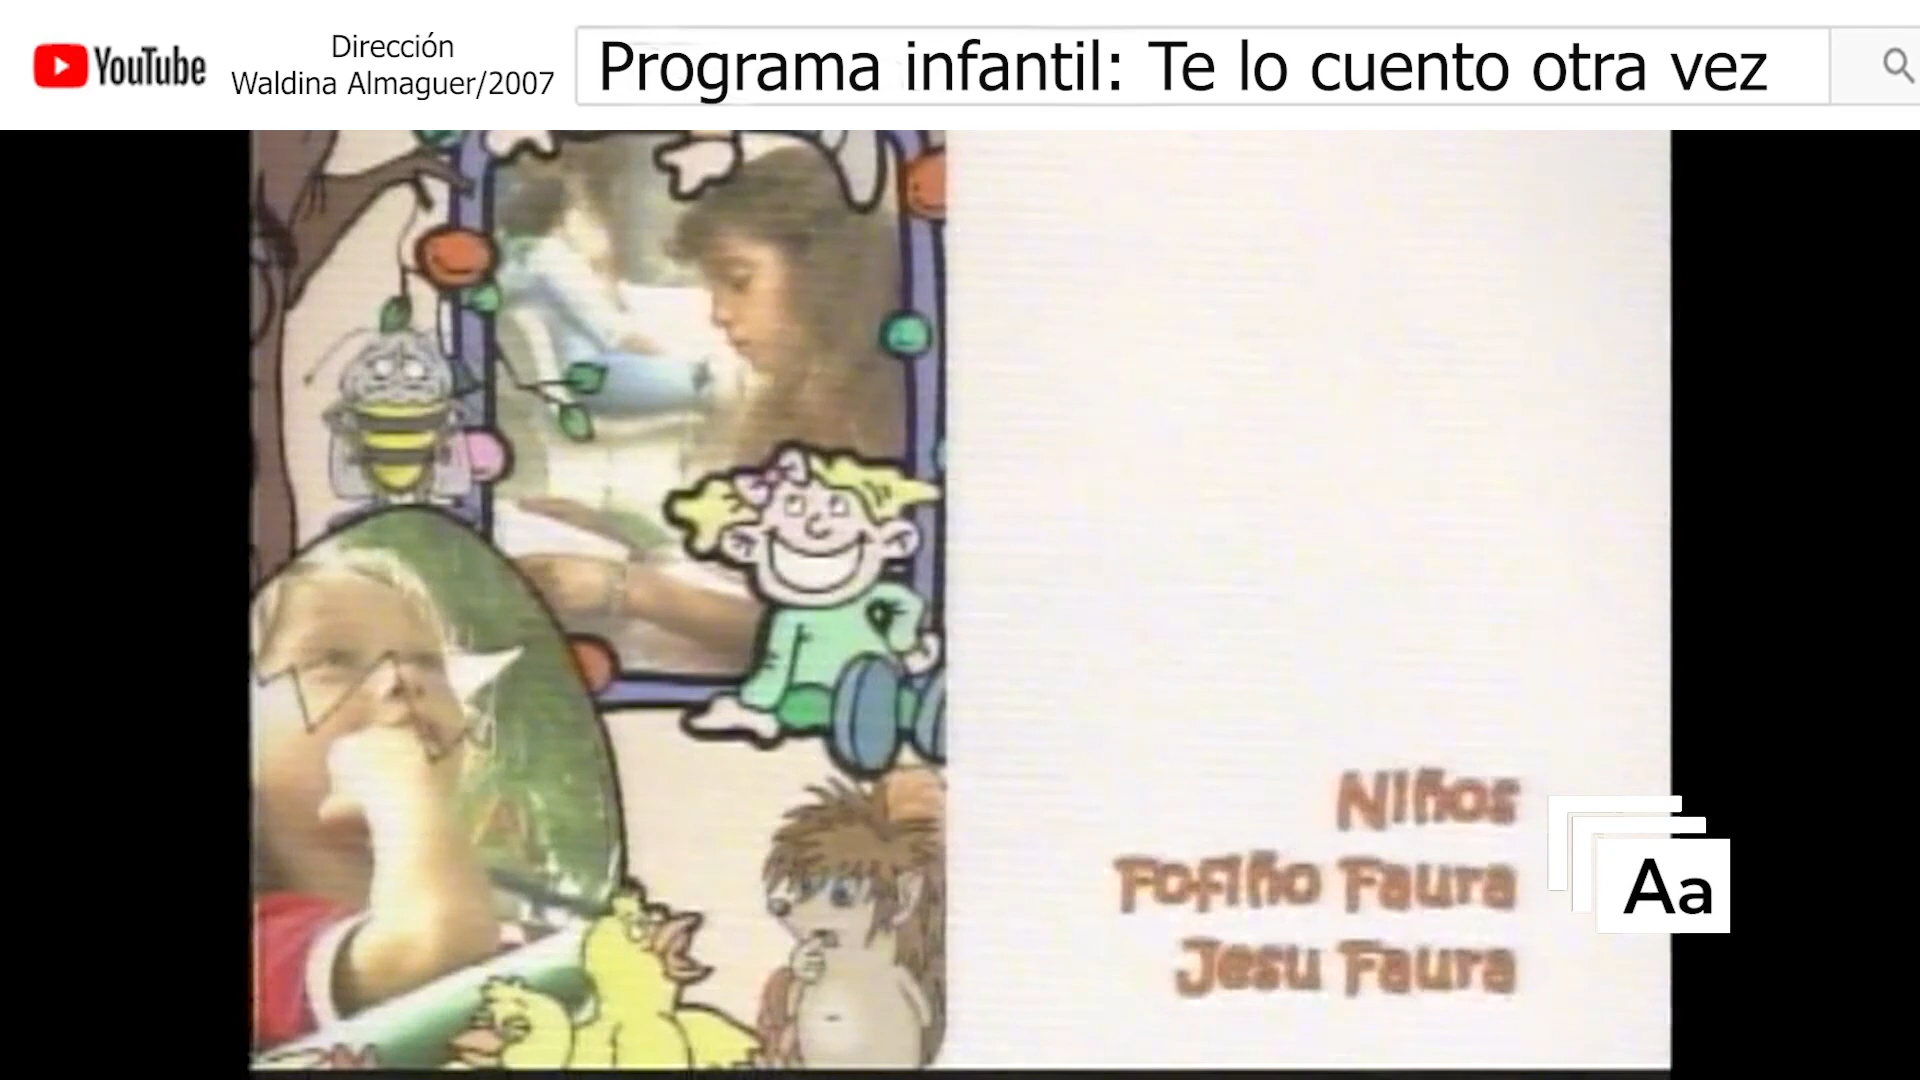 YouTube
Dirección
Waldina Almaguer/2007
Programa infantil: Te lo cuento otra vez
A
Niños
Fofiño Faura
Jesu Faura
Aa